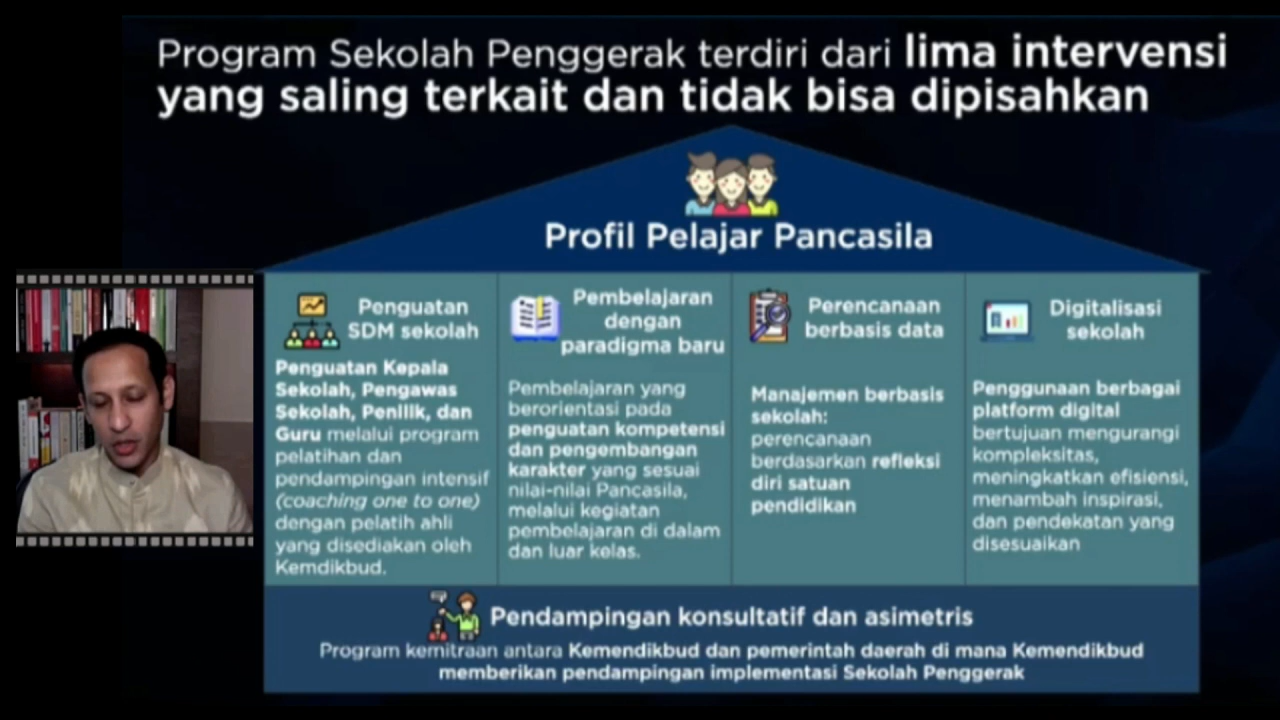 Program Sekolah Penggerak terdiri dari lima intervensi
yang saling terkait dan tidak bisa dipisahkan
Profil Pelajar Pancasila
Penguatan
SDM sekolah
Penguatan Kepala
Sekolah, Pengawas
Sekolah, Penilik, dan
Guru melalui program
pelatihan dan
pendampingan intensif
(coaching one to one)
dengan pelatih ahli
yang disediakan oleh
Kemdikbud.
Pembelajaran
dengan
paradigma baru
Pembelajaran yang
berorientasi pada
penguatan kompetensi
dan pengembangan
karakter yang sesuai
nilai-nilai Pancasila,
melalui kegiatan
pembelajaran di dalam
dan luar kelas.
Perencanaan
berbasis data
Manajemen berbasis
sekolah:
perencanaan
berdasarkan refleksi
diri satuan
pendidikan
Digitalisasi
sekolah
Penggunaan berbagai
platform digital
bertujuan mengurangi
kompleksitas,
meningkatkan efisiensi,
menambah inspirasi,
dan pendekatan yang
disesuaikan
Pendampingan konsultatif dan asimetris
Program kemitraan antara Kemendikbud dan pemerintah daerah di mana Kemendikbud
memberikan pendampingan implementasi Sekolah Penggerak